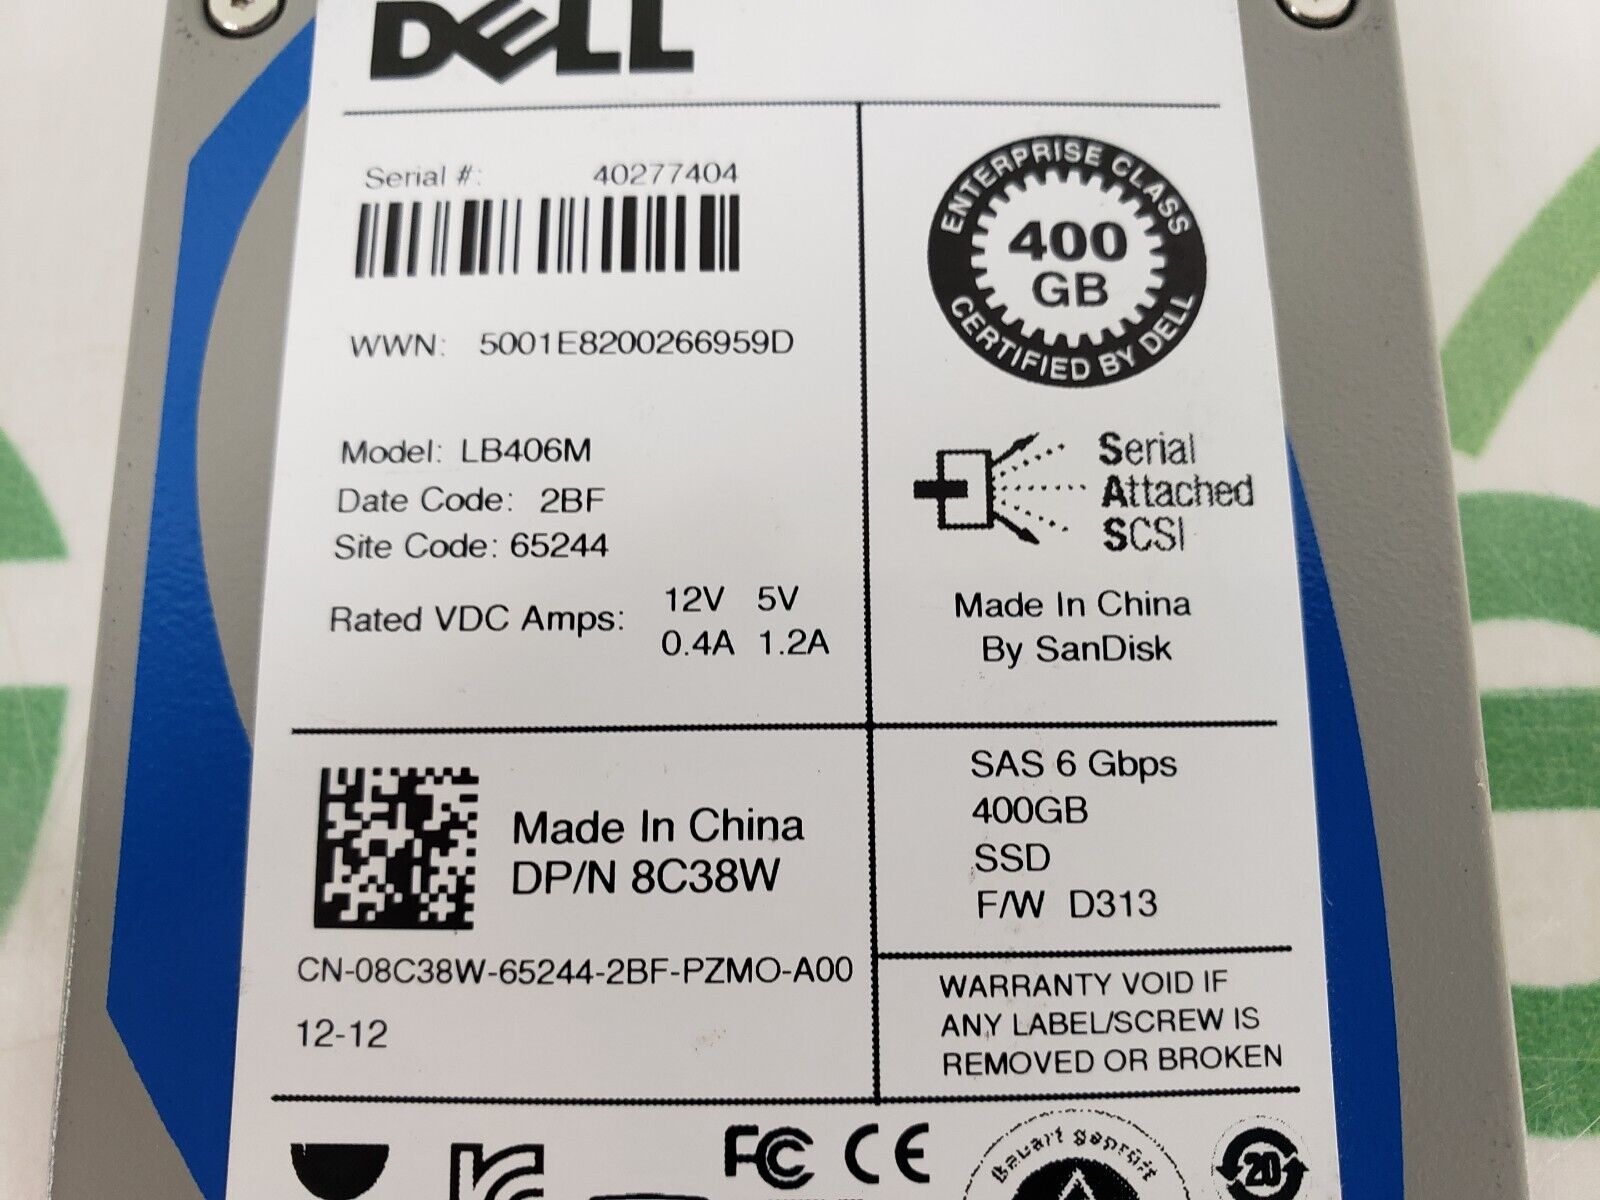 DELL
Serial #: 40277404
WWN: 5001E8200266959D
Model: LB406M
Date Code: 2BF
Site Code: 65244
Rated VDC Amps: 12V 5V
0.4A 1.2A
ENTERPRISE CLASS
400
GB
CERTIFIED BY DELL
Serial
Attached
SCSI
Made In China
By SanDisk
Made In China
DP/N 8C38W
CN-08C38W-65244-2BF-PZMO-A00
12-12
SAS 6 Gbps
400GB
SSD
F/W D313
WARRANTY VOID IF
ANY LABEL/SCREW IS
REMOVED OR BROKEN
FC CE
Bauart geprüft
20